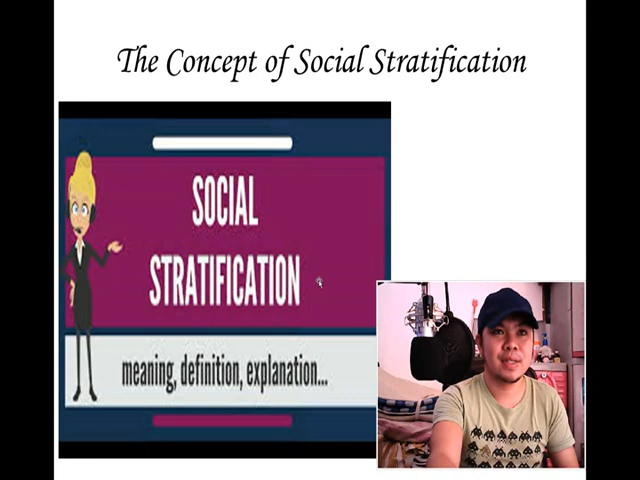 The Concept of Social Stratification
SOCIAL
STRATIFICATION
meaning, definition, explanation...